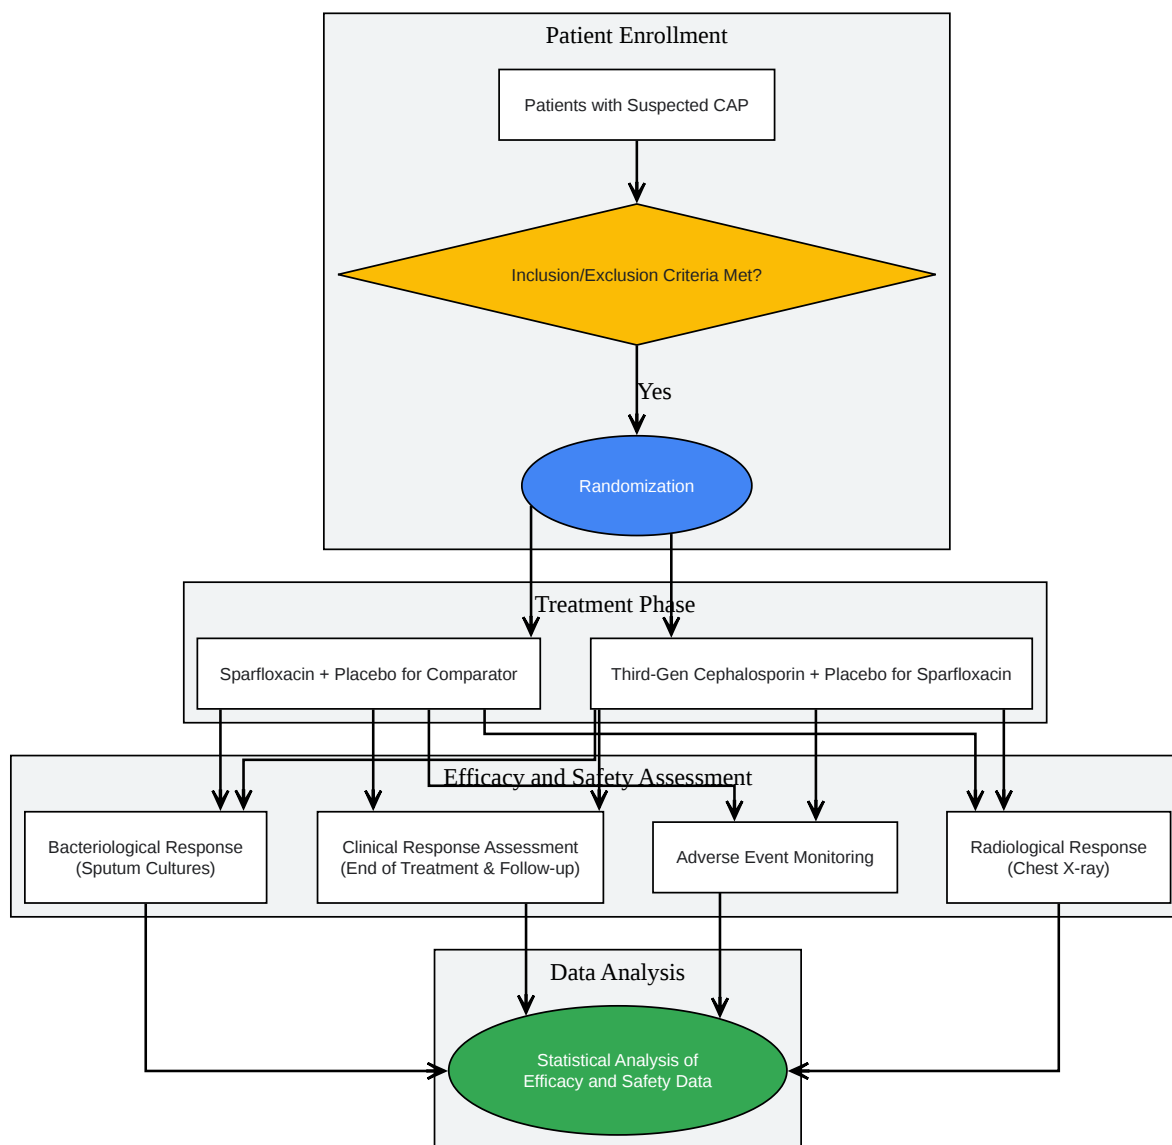 Patient Enrollment
Patients with Suspected CAP
Inclusion/Exclusion Criteria Met?
Yes
Randomization
Treatment Phase
Sparfloxacin + Placebo for Comparator
Third-Gen Cephalosporin + Placebo for Sparfloxacin
Efficacy and Safety Assessment
Bacteriological Response
(Sputum Cultures)
Clinical Response Assessment
(End of Treatment & Follow-up)
Adverse Event Monitoring
Radiological Response
(Chest X-ray)
Data Analysis
Statistical Analysis of
Efficacy and Safety Data